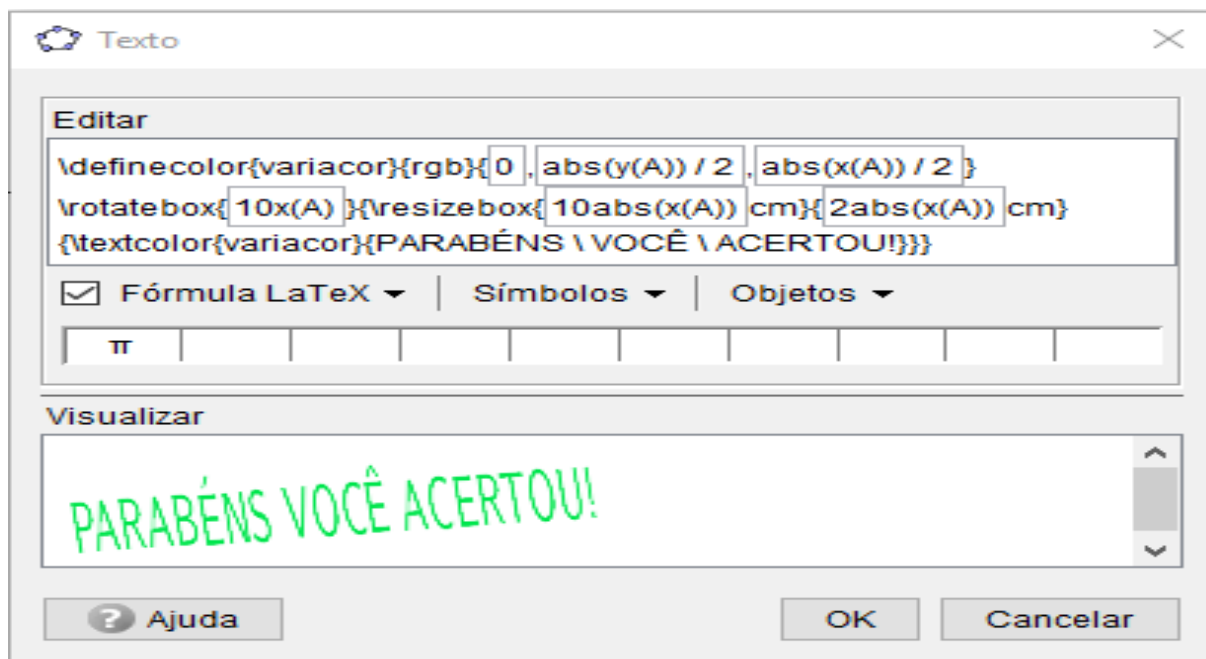 Texto
Editar
\definecolor{variacor}{rgb}{ 0 , abs(y(A)) / 2 , abs(x(A)) / 2 }
\rotatebox{ 10x(A) }{\resizebox{ 10abs(x(A)) cm}{ 2abs(x(A)) cm}
{\textcolor{variacor}{PARABÉNS \ VOCÊ \ ACERTOU!}}}
Fórmula LaTeX Símbolos Objetos
π
Visualizar
PARABÉNS VOCÊ ACERTOU!
? Ajuda OK Cancelar